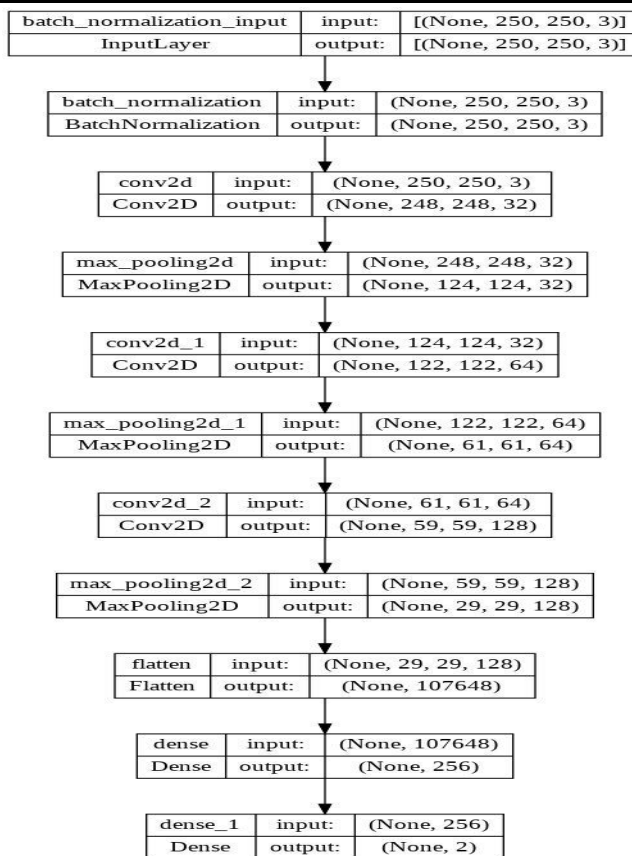 batch_normalization_input input: [(None, 250, 250, 3)]
InputLayer output: [(None, 250, 250, 3)]
batch_normalization input: (None, 250, 250, 3)
BatchNormalization output: (None, 250, 250, 3)
conv2d input: (None, 250, 250, 3)
Conv2D output: (None, 248, 248, 32)
max_pooling2d input: (None, 248, 248, 32)
MaxPooling2D output: (None, 124, 124, 32)
conv2d_1 input: (None, 124, 124, 32)
Conv2D output: (None, 122, 122, 64)
max_pooling2d_1 input: (None, 122, 122, 64)
MaxPooling2D output: (None, 61, 61, 64)
conv2d_2 input: (None, 61, 61, 64)
Conv2D output: (None, 59, 59, 128)
max_pooling2d_2 input: (None, 59, 59, 128)
MaxPooling2D output: (None, 29, 29, 128)
flatten input: (None, 29, 29, 128)
Flatten output: (None, 107648)
dense input: (None, 107648)
Dense output: (None, 256)
dense_1 input: (None, 256)
Dense output: (None, 2)